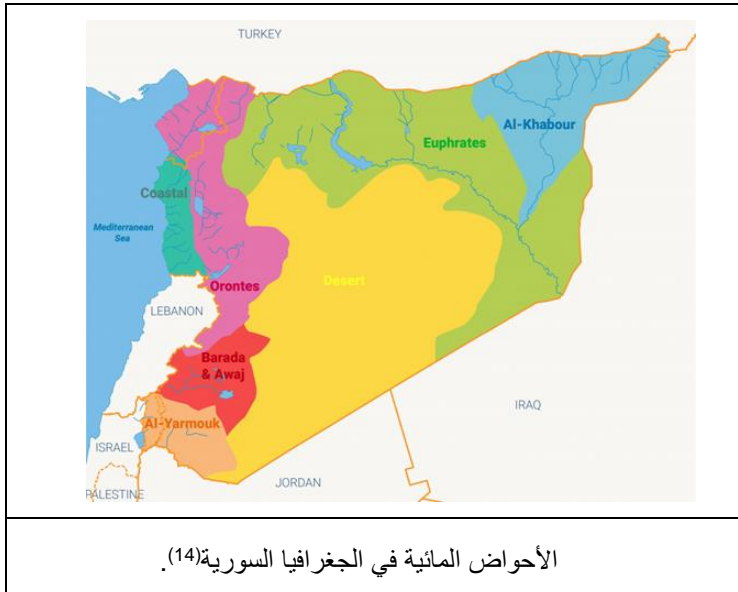 TURKEY
Al-Khabour
Euphrates
Coastal
Mediterranean
Sea
Desert
Orontes
LEBANON
Barada
& Awaj
IRAQ
Al-Yarmouk
ISRAEL
JORDAN
PALESTINE
الأحواض المائية في الجغرافيا السورية(14).